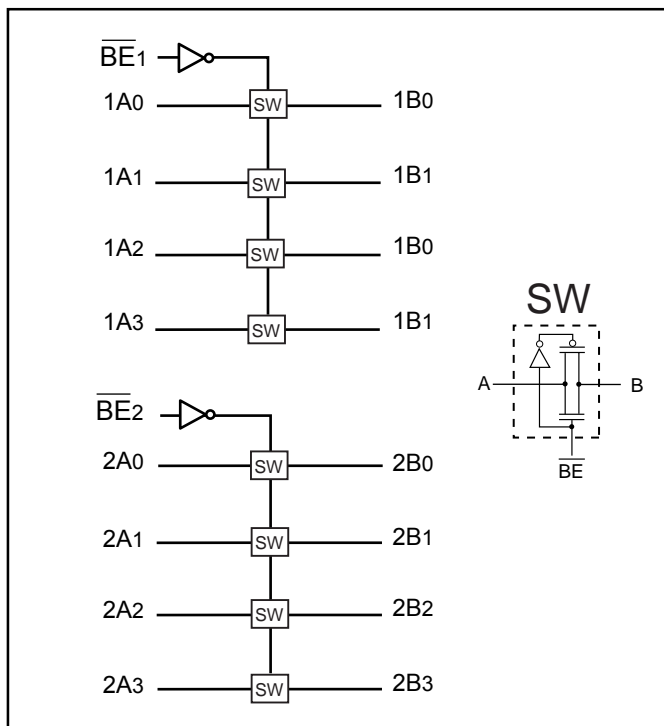 BE1
1A0 SW 1B0
1A1 SW 1B1
1A2 SW 1B0
1A3 SW 1B1
SW
A B
BE
BE2
2A0 SW 2B0
2A1 SW 2B1
2A2 SW 2B2
2A3 SW 2B3